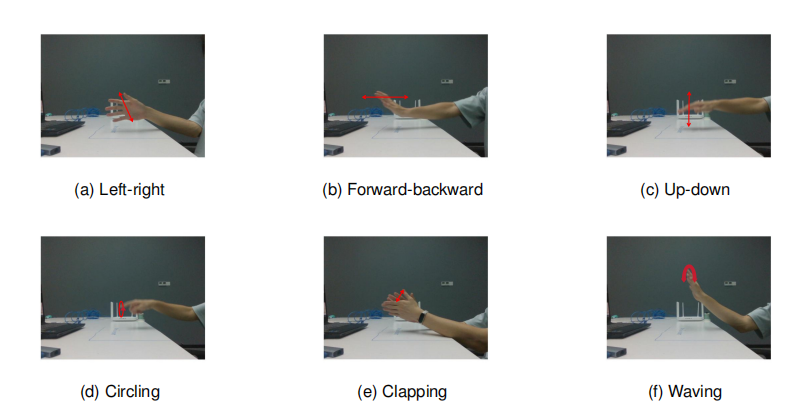 (a) Left-right
(b) Forward-backward
(c) Up-down
(d) Circling
(e) Clapping
(f) Waving